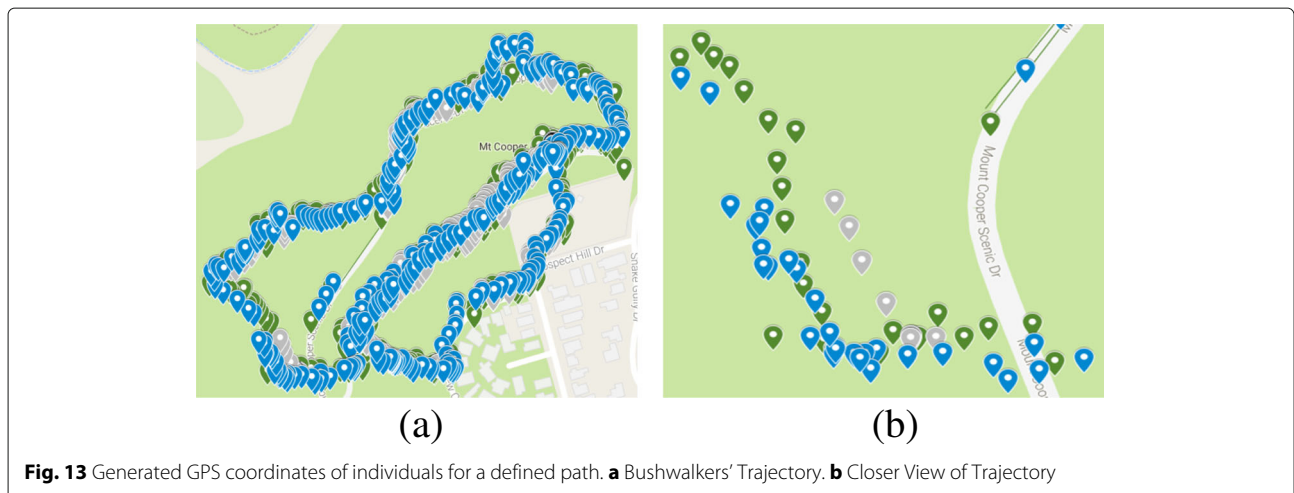 Mt Cooper
spect Hill Dr
Snake Gully Dr
Mount Cooper Scenic Dr
(a)
(b)
Fig. 13 Generated GPS coordinates of individuals for a defined path. a Bushwalkers’ Trajectory. b Closer View of Trajectory